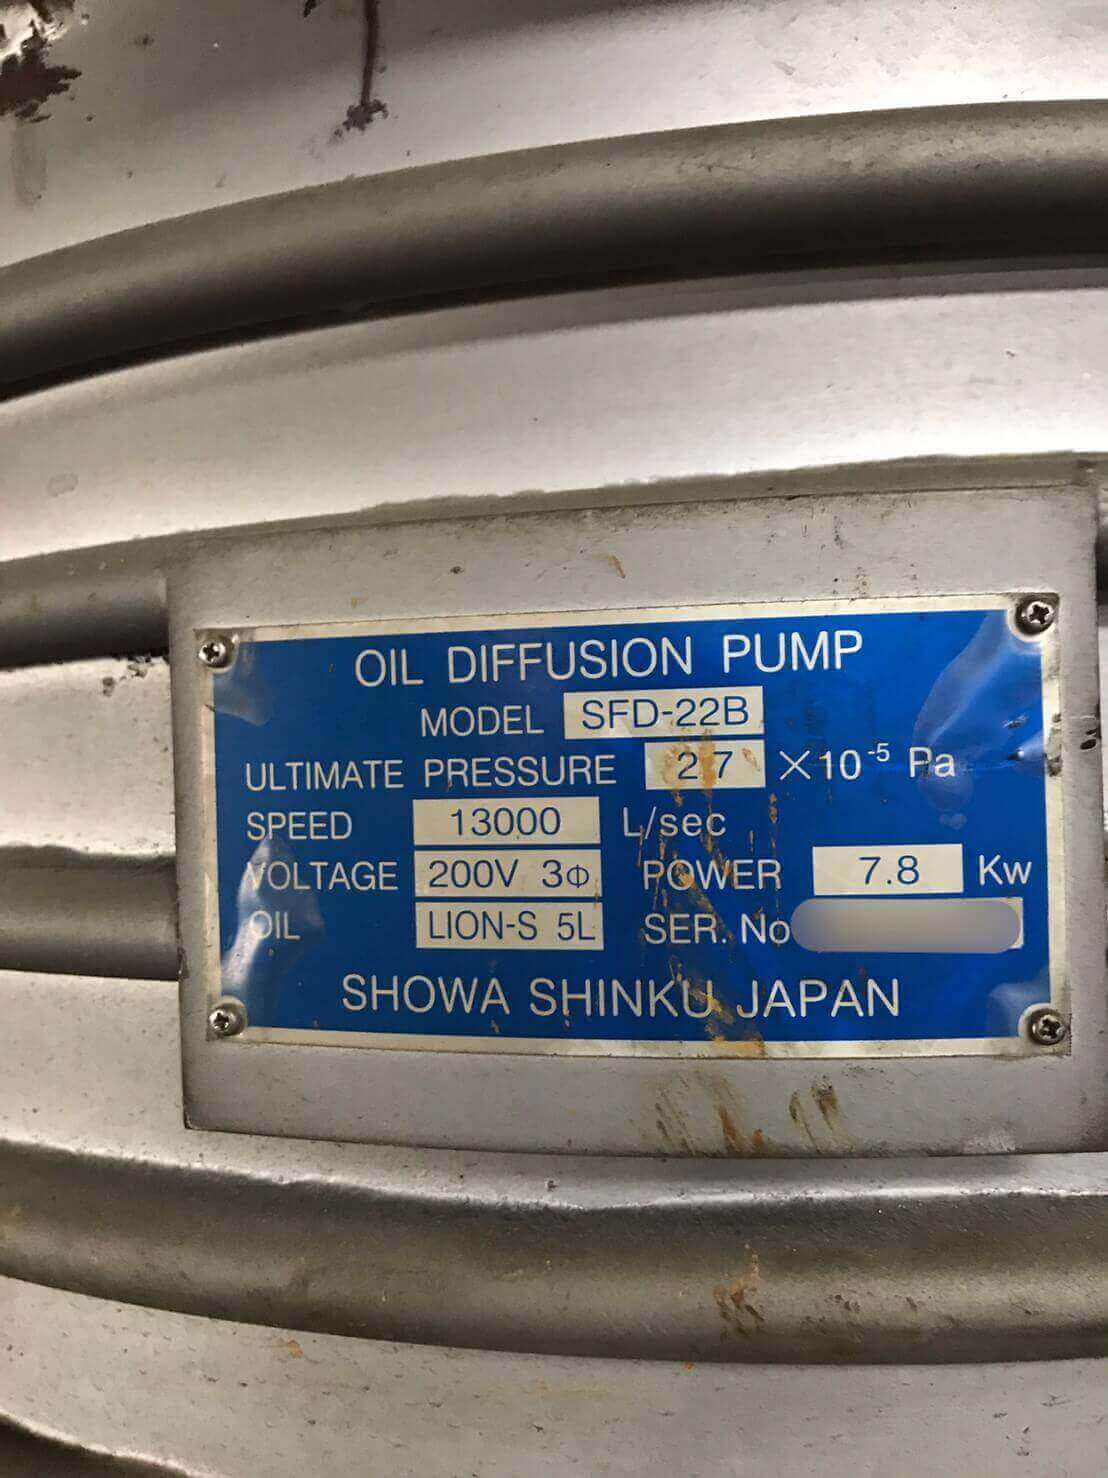 OIL DIFFUSION PUMP
MODEL SFD-22B
ULTIMATE PRESSURE 2.7 ×10⁻⁵ Pa
SPEED 13000 L/sec
VOLTAGE 200V 3Φ POWER 7.8 Kw
OIL LION-S 5L SER. No
SHOWA SHINKU JAPAN